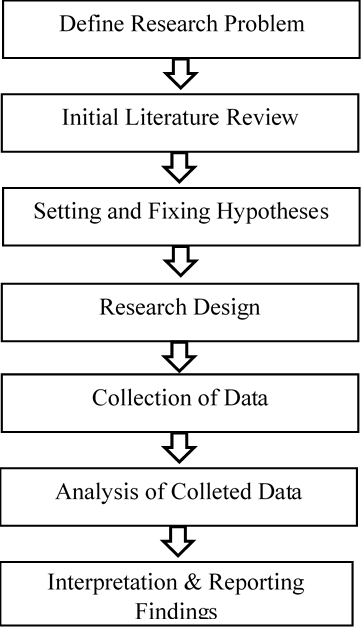 Define Research Problem
Initial Literature Review
Setting and Fixing Hypotheses
Research Design
Collection of Data
Analysis of Colleted Data
Interpretation & Reporting
Findings